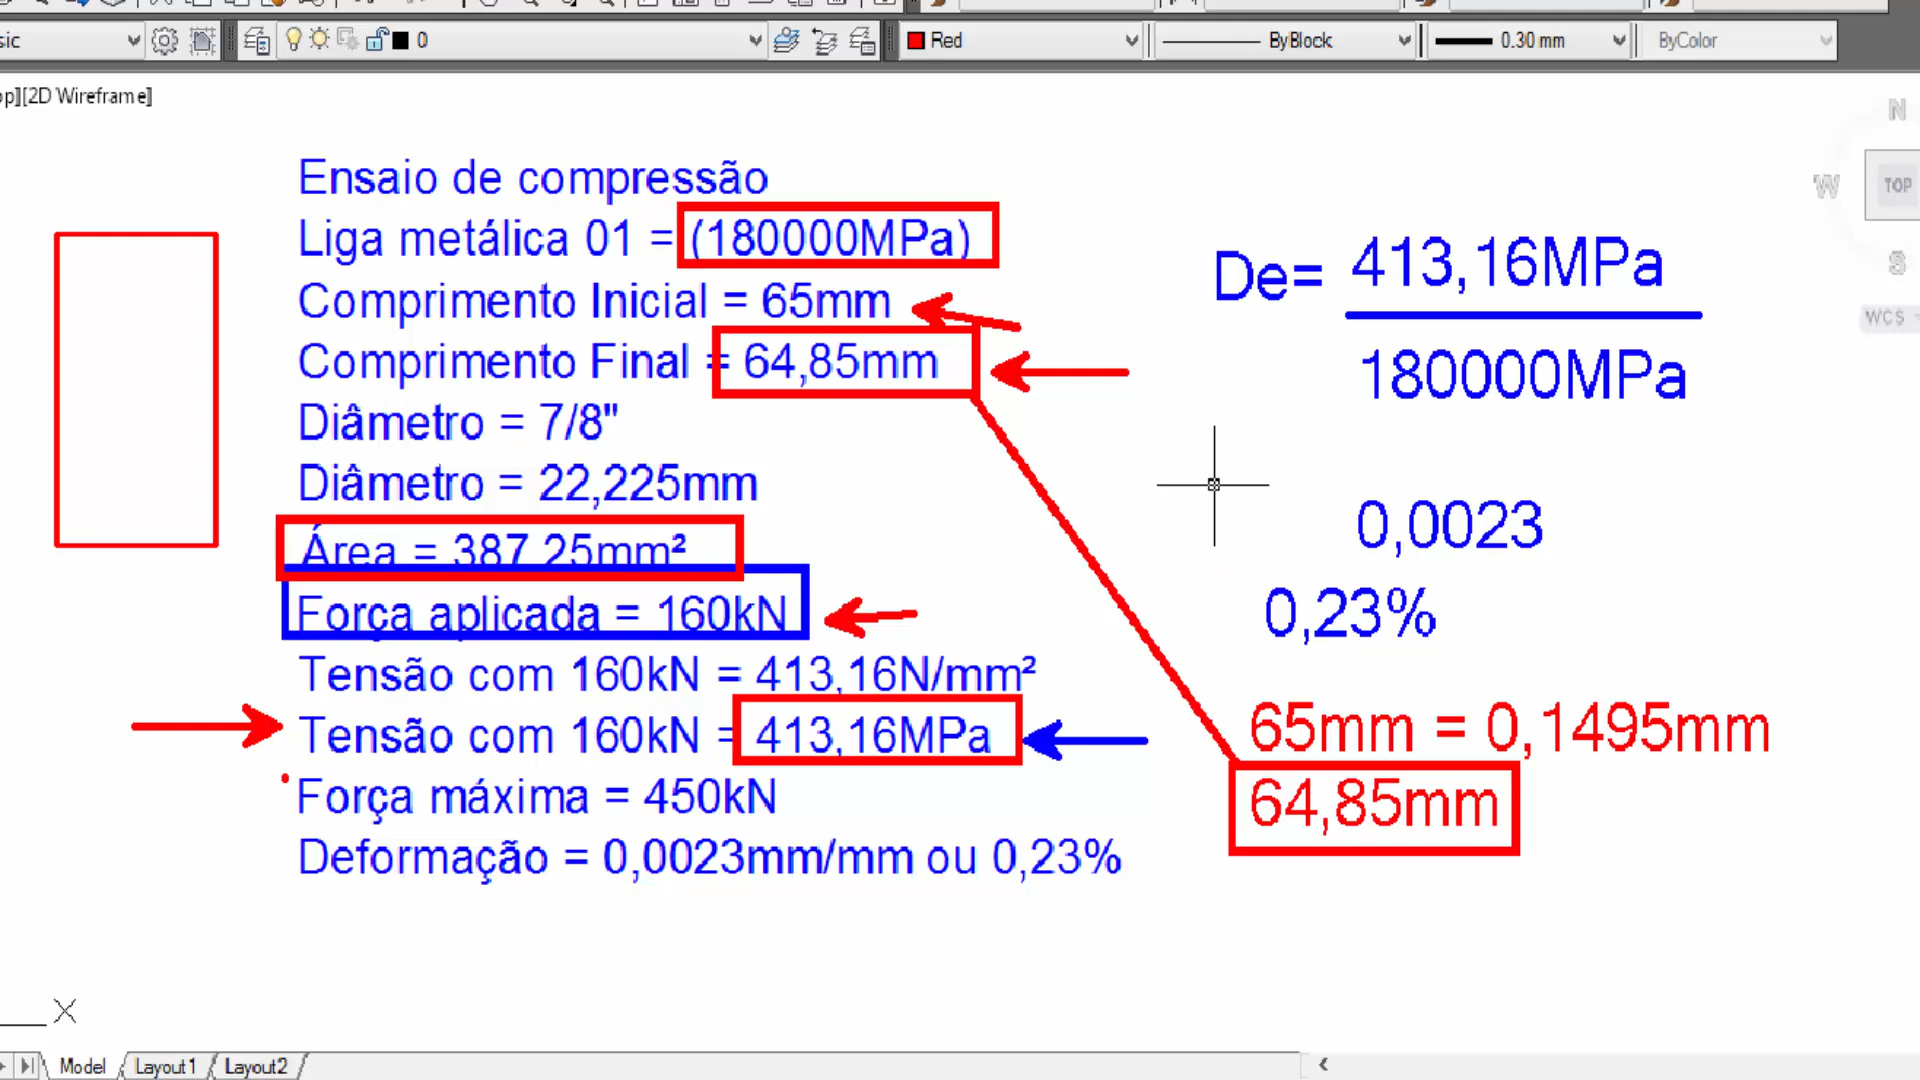 sic
0
Red
ByBlock
0.30 mm
ByColor
op][2D Wireframe]
N
W
TOP
S
WCS
Ensaio de compressão
Liga metálica 01 = (180000MPa)
Comprimento Inicial = 65mm
Comprimento Final = 64,85mm
Diâmetro = 7/8"
Diâmetro = 22,225mm
Área = 387,25mm²
Força aplicada = 160kN
Tensão com 160kN = 413,16N/mm²
Tensão com 160kN = 413,16MPa
Força máxima = 450kN
Deformação = 0,0023mm/mm ou 0,23%
De= 413,16MPa
180000MPa
0,0023
0,23%
65mm = 0,1495mm
64,85mm
X
Model
Layout1
Layout2